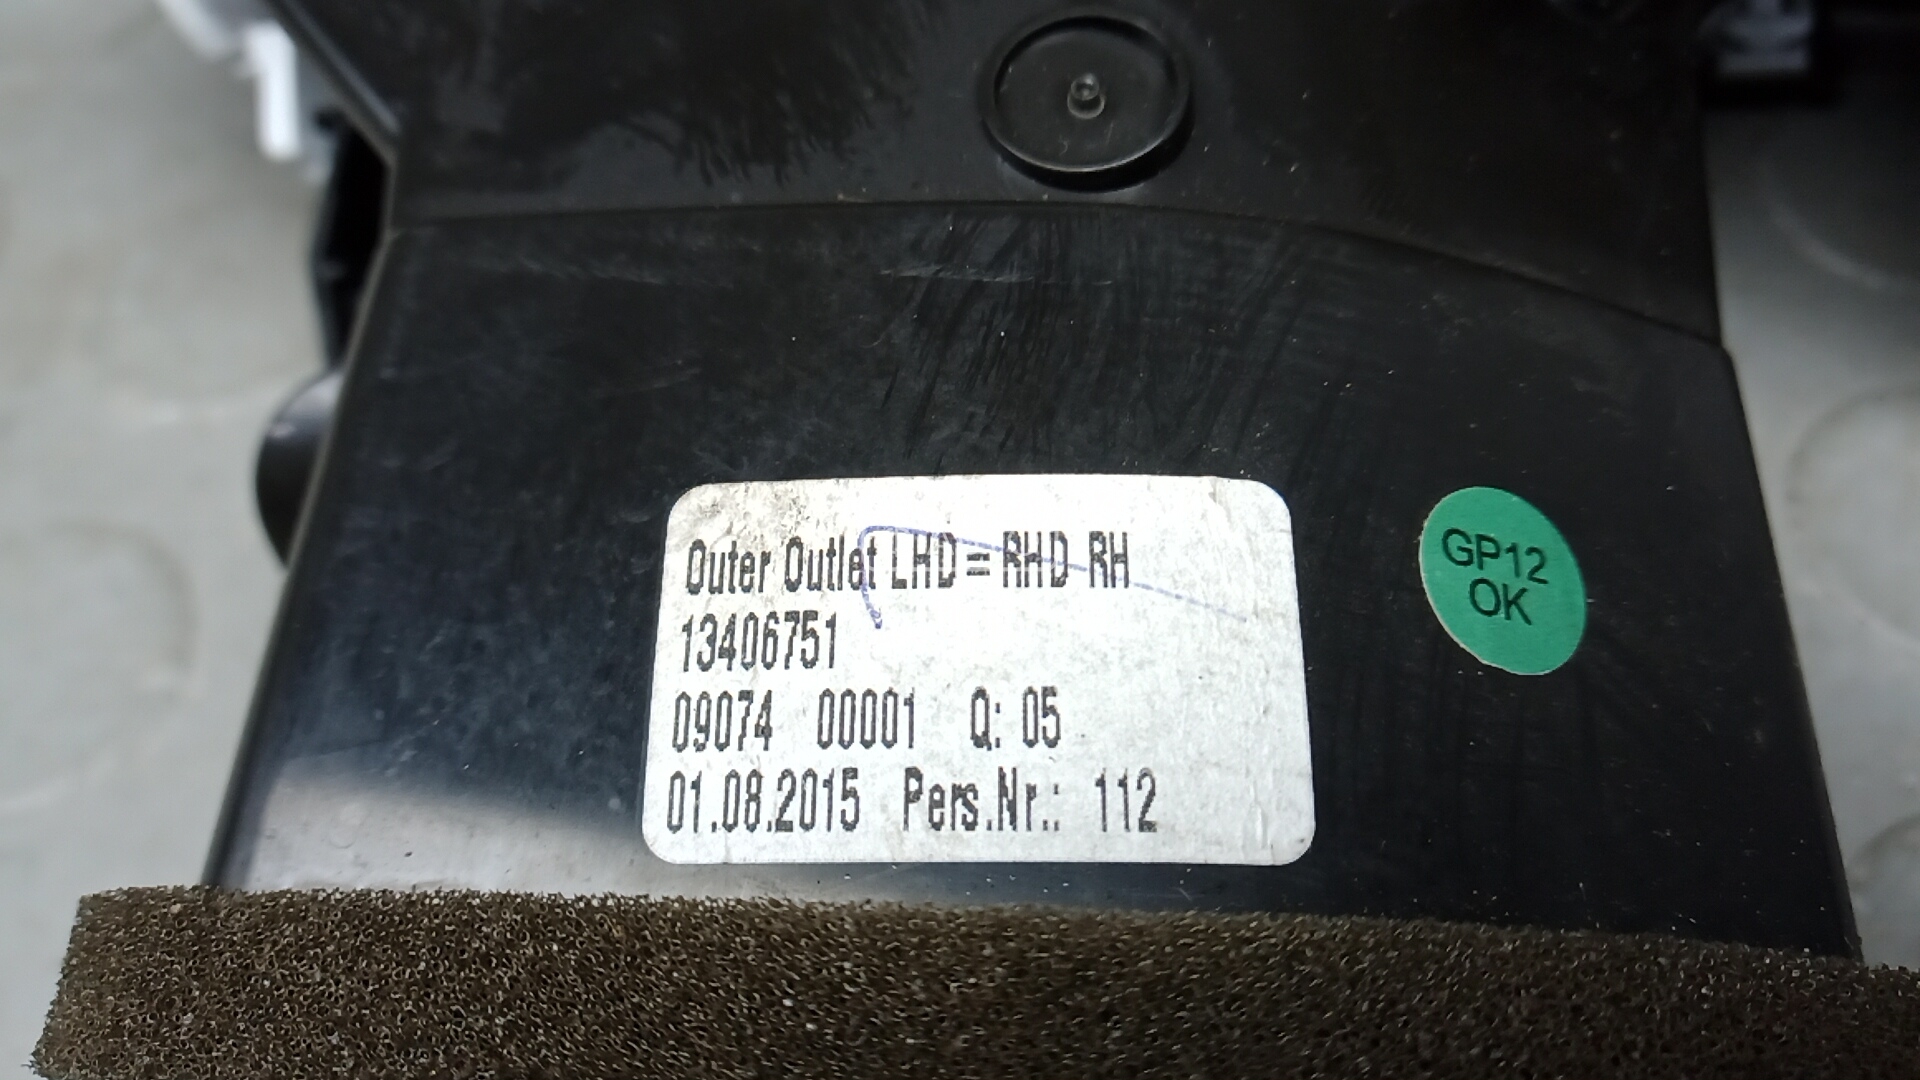 Outer Outlet LHD = RHD RH
13406751
09074 00001 Q: 05
01.08.2015 Pers.Nr.: 112
GP12
OK